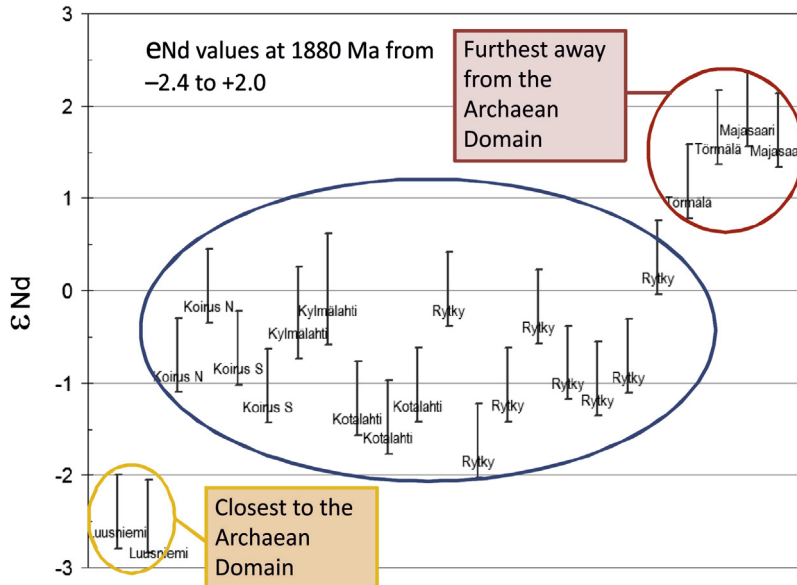 3
eNd values at 1880 Ma from
–2.4 to +2.0
Furthest away
from the
Archaean
Domain
2
Majasaari
Törmälä
Majasaa
1
Törmälä
εNd
0
Rytky
Koirus N
Kylmälahti
Rytky
Rytky
Kylmälahti
Koirus S
Koirus N
-1
Rytky
Rytky
Koirus S
Kotalahti
Rytky
Rytky
Kotalahti
Kotalahti
Rytky
-2
Closest to the
Archaean
Domain
Luusniemi
Luusniemi
-3